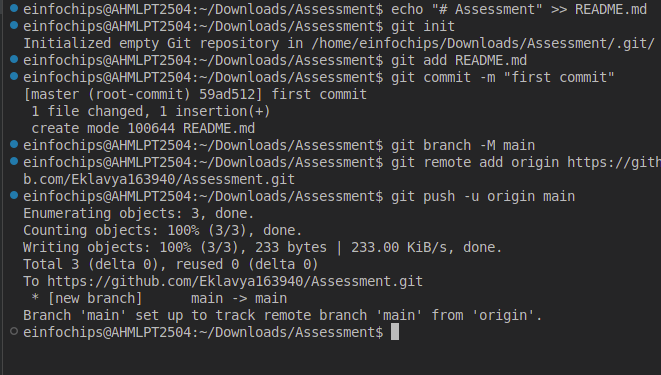 einfochips@AHMLPT2504:~/Downloads/Assessment$ echo "# Assessment" >> README.md
einfochips@AHMLPT2504:~/Downloads/Assessment$ git init
Initialized empty Git repository in /home/einfochips/Downloads/Assessment/.git/
einfochips@AHMLPT2504:~/Downloads/Assessment$ git add README.md
einfochips@AHMLPT2504:~/Downloads/Assessment$ git commit -m "first commit"
[master (root-commit) 59ad512] first commit
 1 file changed, 1 insertion(+)
 create mode 100644 README.md
einfochips@AHMLPT2504:~/Downloads/Assessment$ git branch -M main
einfochips@AHMLPT2504:~/Downloads/Assessment$ git remote add origin https://gith
b.com/Eklavya163940/Assessment.git
einfochips@AHMLPT2504:~/Downloads/Assessment$ git push -u origin main
Enumerating objects: 3, done.
Counting objects: 100% (3/3), done.
Writing objects: 100% (3/3), 233 bytes | 233.00 KiB/s, done.
Total 3 (delta 0), reused 0 (delta 0)
To https://github.com/Eklavya163940/Assessment.git
 * [new branch]      main -> main
Branch 'main' set up to track remote branch 'main' from 'origin'.
einfochips@AHMLPT2504:~/Downloads/Assessment$